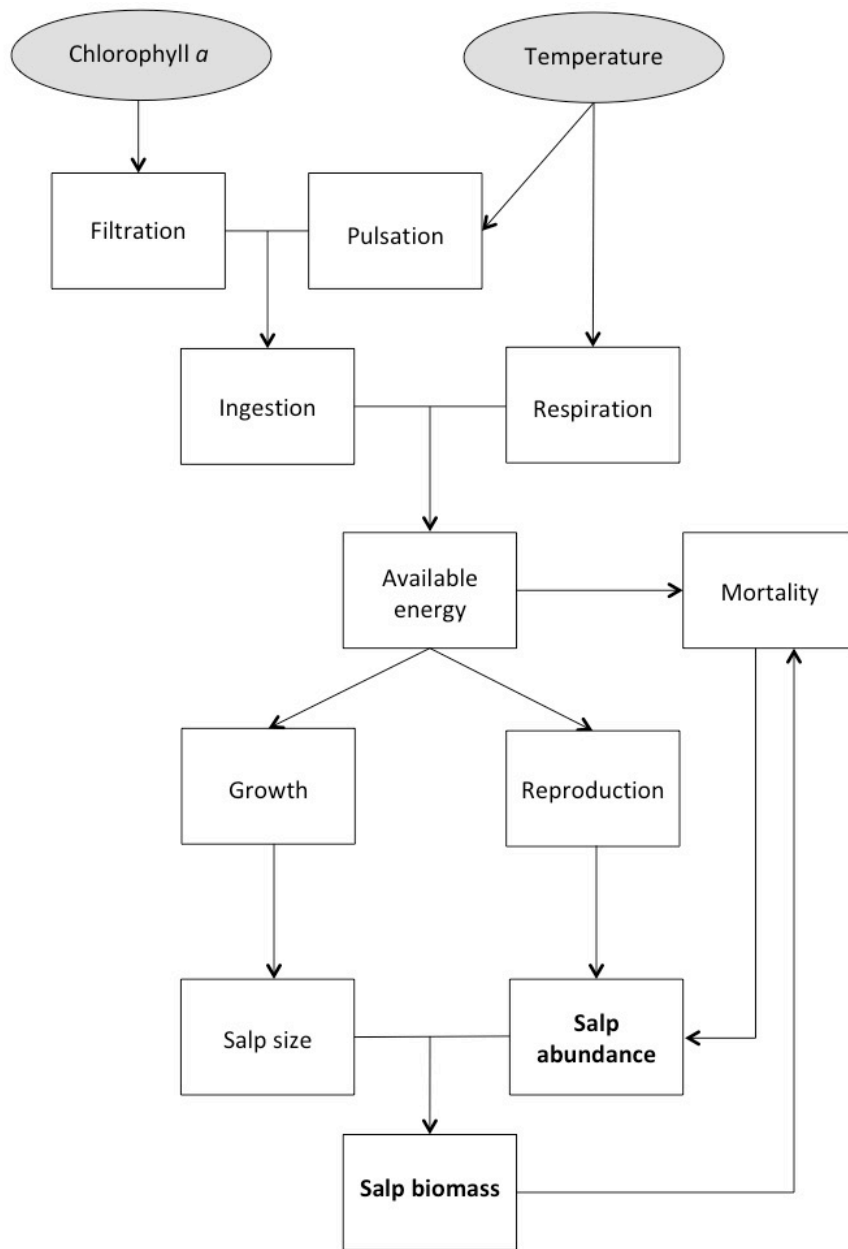 Chlorophyll a
Temperature
Filtration
Pulsation
Ingestion
Respiration
Available
energy
Mortality
Growth
Reproduction
Salp size
Salp
abundance
Salp biomass